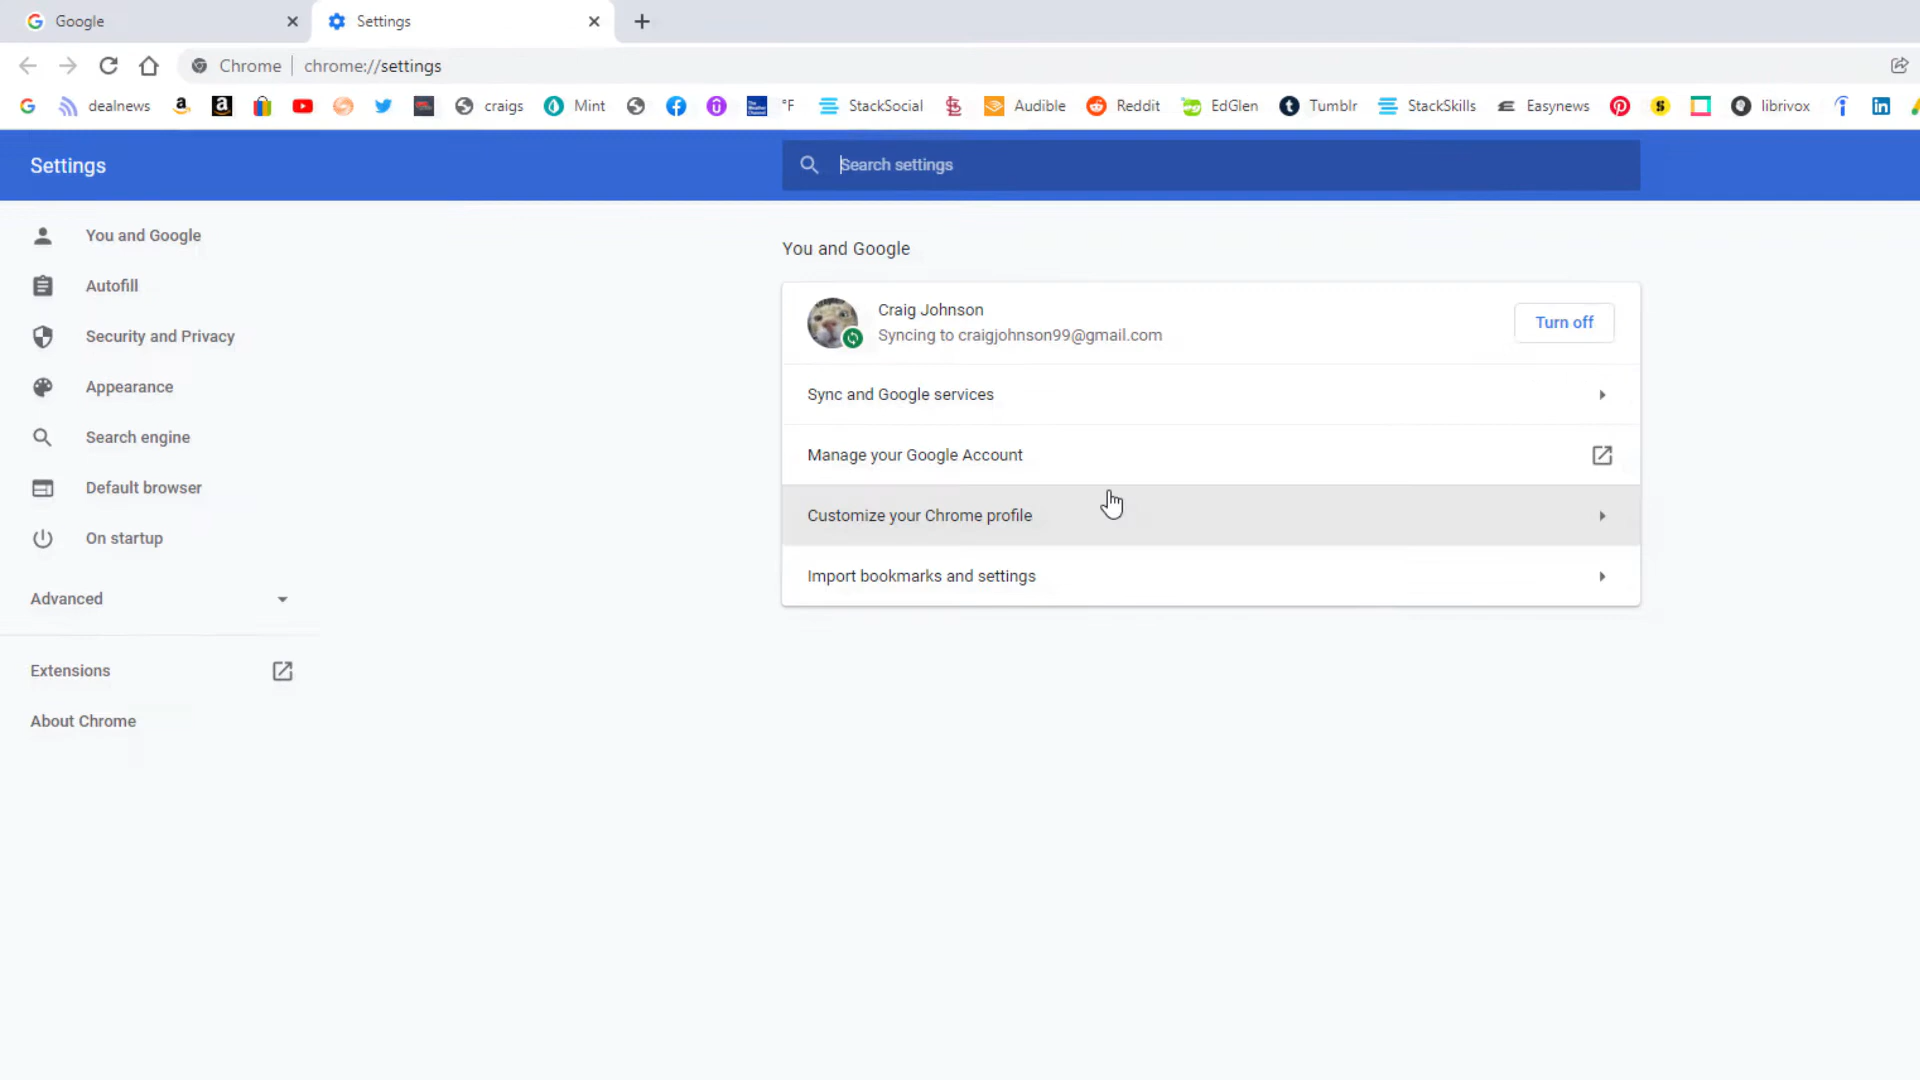 Google
Settings
Chrome | chrome://settings
dealnews craigs Mint °F StackSocial Audible Reddit EdGlen Tumblr StackSkills Easynews librivox
Settings
Search settings
You and Google
Autofill
Security and Privacy
Appearance
Search engine
Default browser
On startup
Advanced
Extensions
About Chrome
You and Google
Craig Johnson
Syncing to craigjohnson99@gmail.com
Turn off
Sync and Google services
Manage your Google Account
Customize your Chrome profile
Import bookmarks and settings